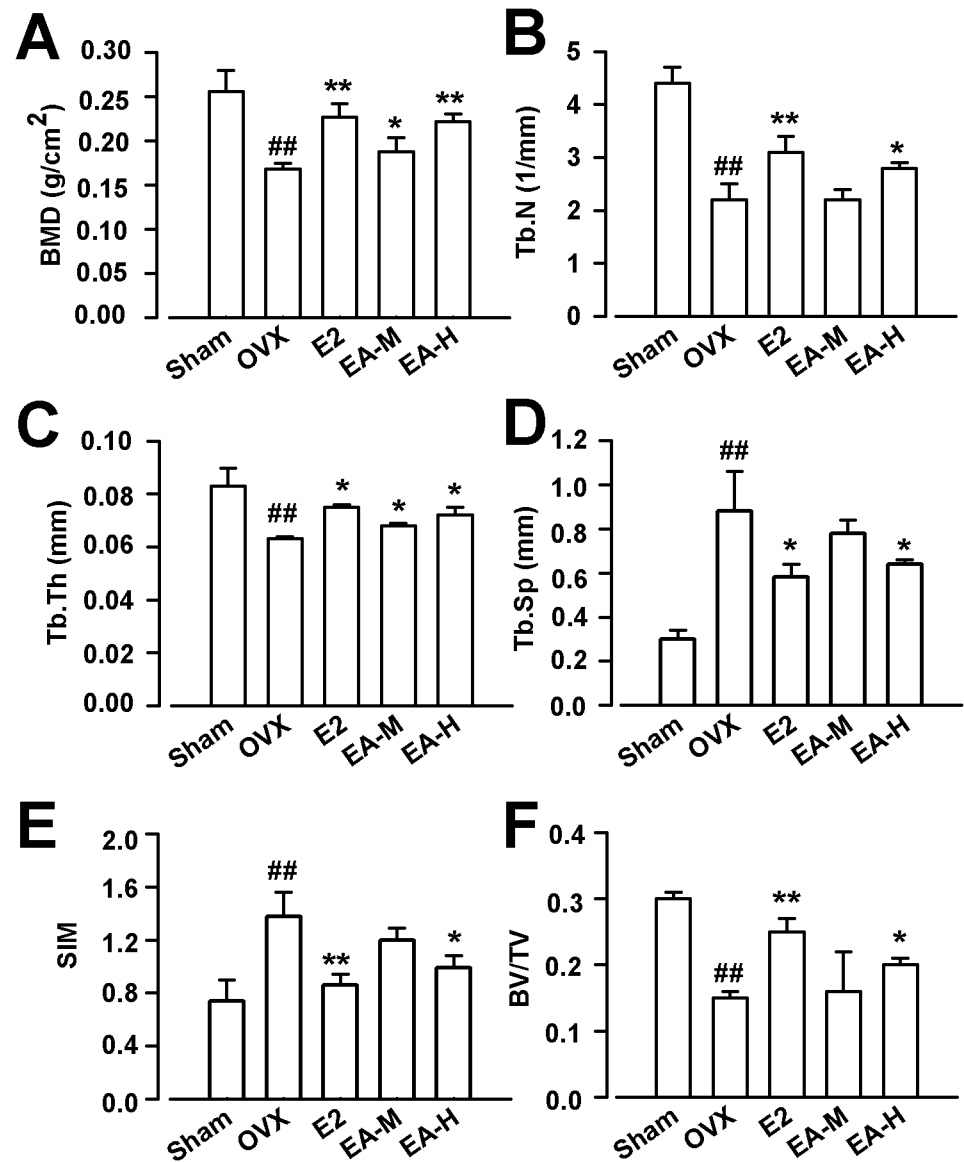 A
BMD (g/cm2)
0.30
0.25
0.20
0.15
0.10
0.05
0.00
##
**
*
**
Sham
OVX
E2
EA-M
EA-H
B
Tb.N (1/mm)
5
4
3
2
1
0
##
**
*
Sham
OVX
E2
EA-M
EA-H
C
Tb.Th (mm)
0.10
0.08
0.06
0.04
0.02
0.00
##
*
*
*
Sham
OVX
E2
EA-M
EA-H
D
Tb.Sp (mm)
1.2
1.0
0.8
0.6
0.4
0.2
0.0
##
*
*
Sham
OVX
E2
EA-M
EA-H
E
SIM
2.0
1.6
1.2
0.8
0.4
0.0
##
**
*
Sham
OVX
E2
EA-M
EA-H
F
BV/TV
0.4
0.3
0.2
0.1
0.0
##
**
*
Sham
OVX
E2
EA-M
EA-H